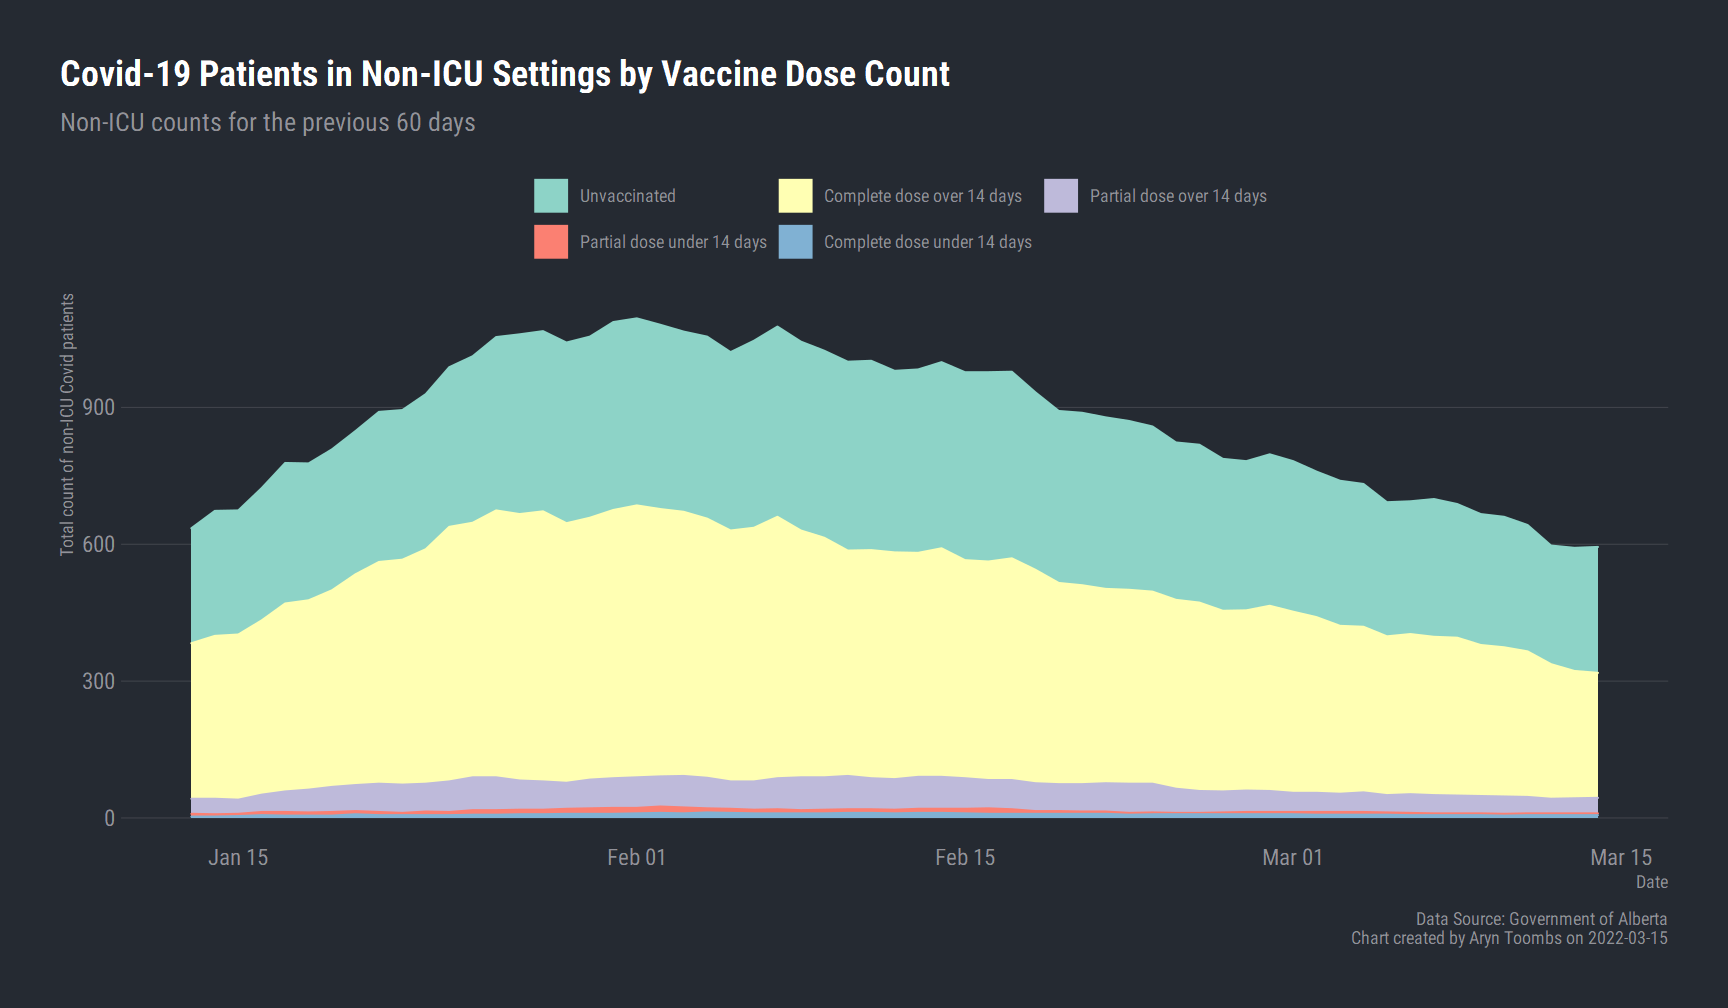 Covid-19 Patients in Non-ICU Settings by Vaccine Dose Count
Non-ICU counts for the previous 60 days
Unvaccinated
Complete dose over 14 days
Partial dose over 14 days
Partial dose under 14 days
Complete dose under 14 days
Total count of non-ICU Covid patients
900
600
300
0
Jan 15
Feb 01
Feb 15
Mar 01
Mar 15
Date
Data Source: Government of Alberta
Chart created by Aryn Toombs on 2022-03-15